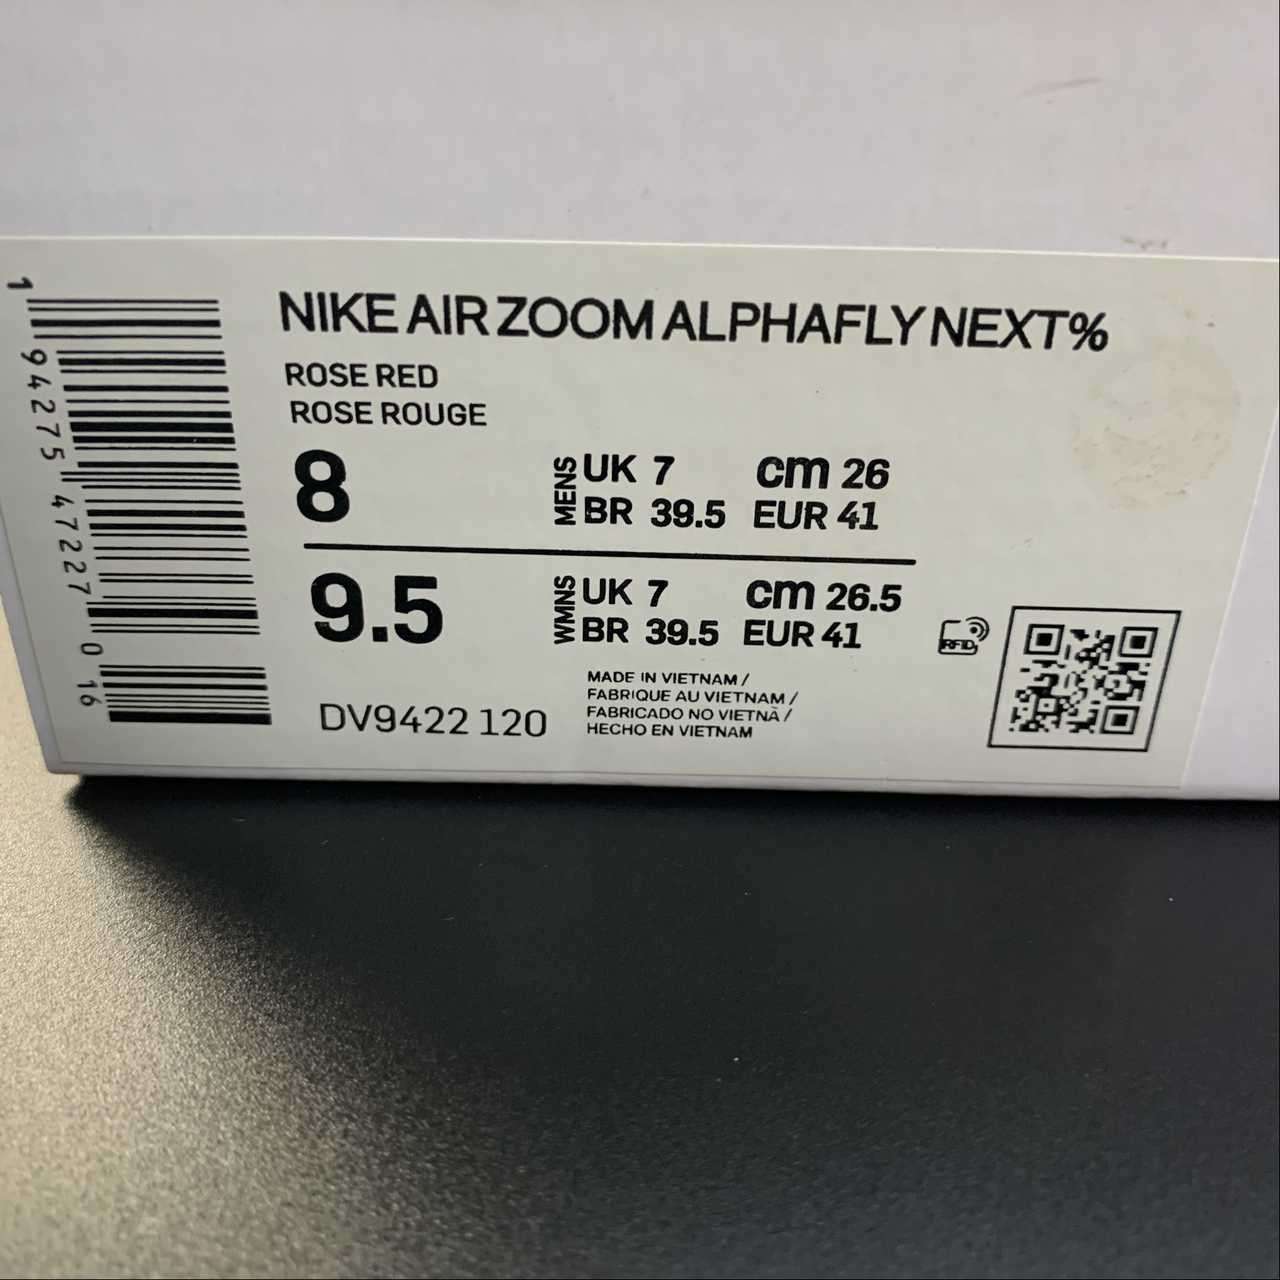 NIKE AIR ZOOM ALPHAFLY NEXT%
ROSE RED
ROSE ROUGE
8
MENS
UK 7 cm 26
BR 39.5 EUR 41
9.5
WMNS
UK 7 cm 26.5
BR 39.5 EUR 41
RFID
MADE IN VIETNAM /
FABRIQUE AU VIETNAM /
FABRICADO NO VIETNÃ /
HECHO EN VIETNAM
DV9422 120
1 94275 47227 0 16